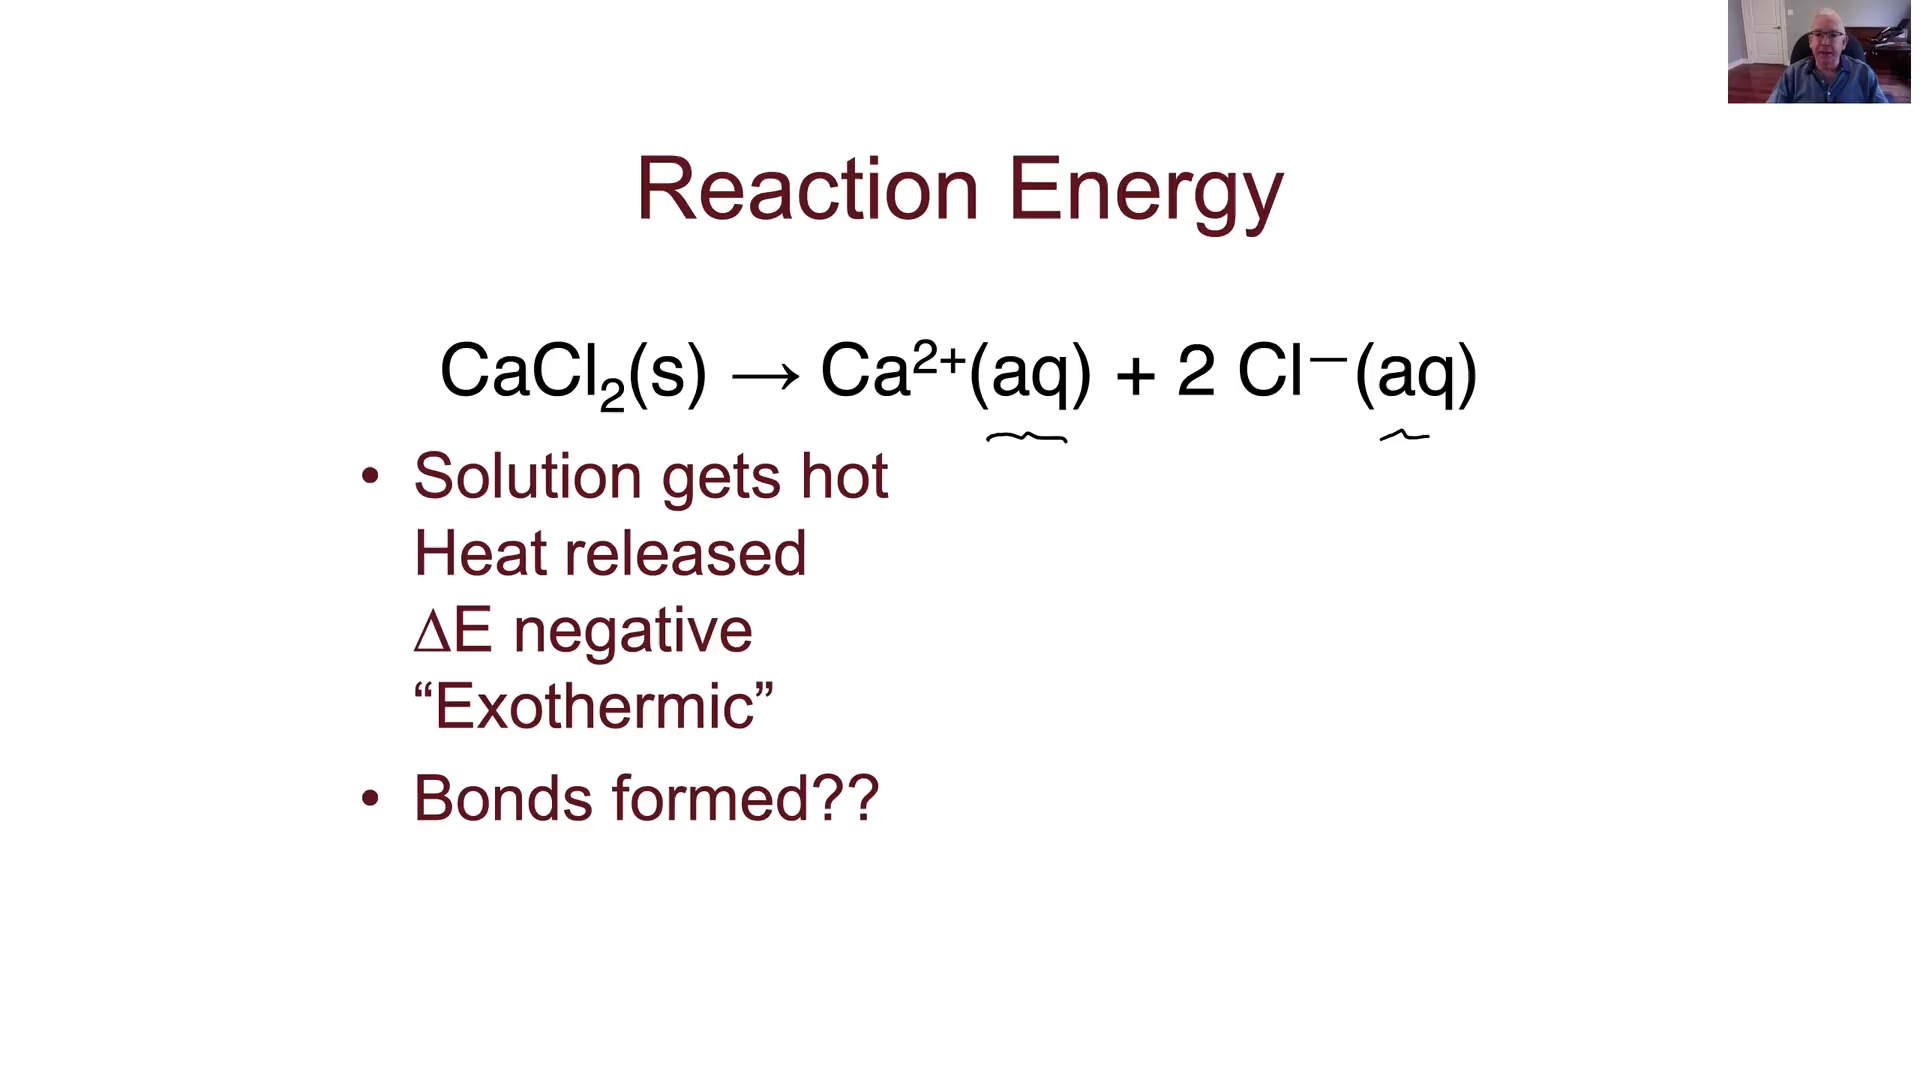 Reaction Energy
CaCl₂(s) → Ca²⁺(aq) + 2 Cl⁻(aq)
• Solution gets hot
Heat released
ΔE negative
“Exothermic”
• Bonds formed??